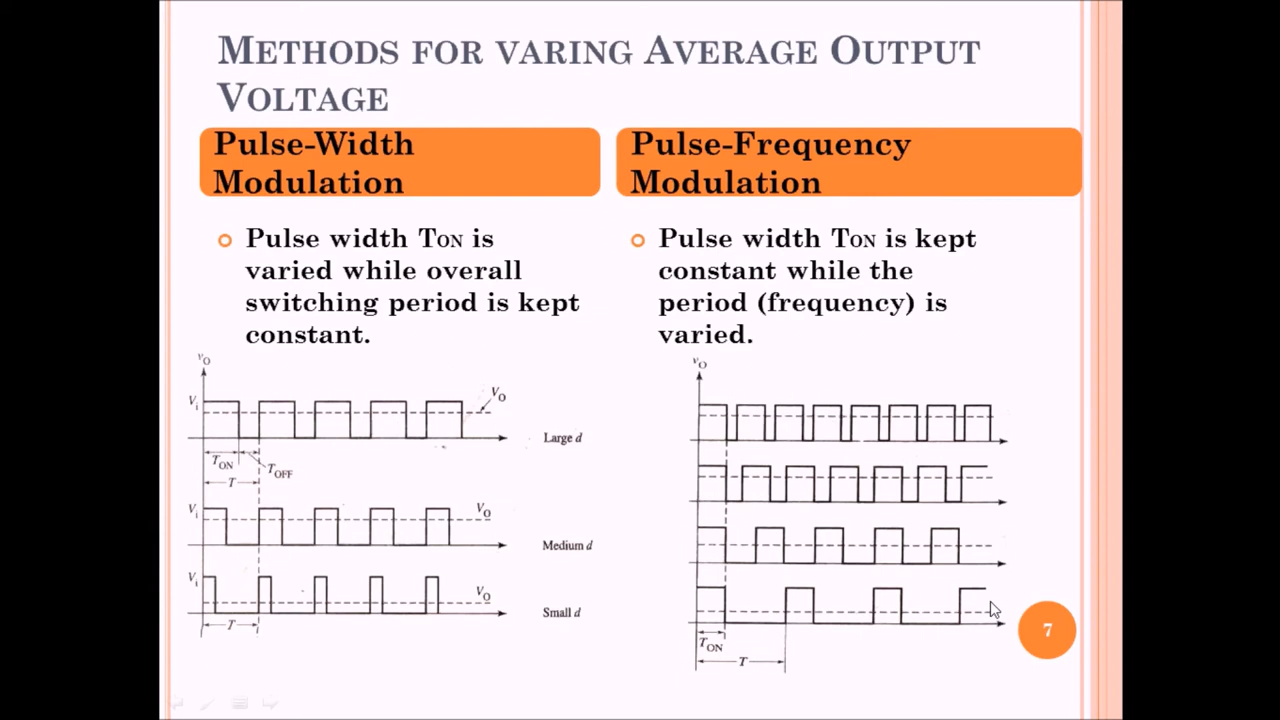 METHODS FOR VARING AVERAGE OUTPUT
VOLTAGE
Pulse-Width
Modulation
Pulse-Frequency
Modulation
Pulse width TON is
varied while overall
switching period is kept
constant.
Pulse width TON is kept
constant while the
period (frequency) is
varied.
vO
Vi
VO
Large d
TON
TOFF
T
Vi
VO
Medium d
Vi
VO
Small d
T
vO
TON
T
7